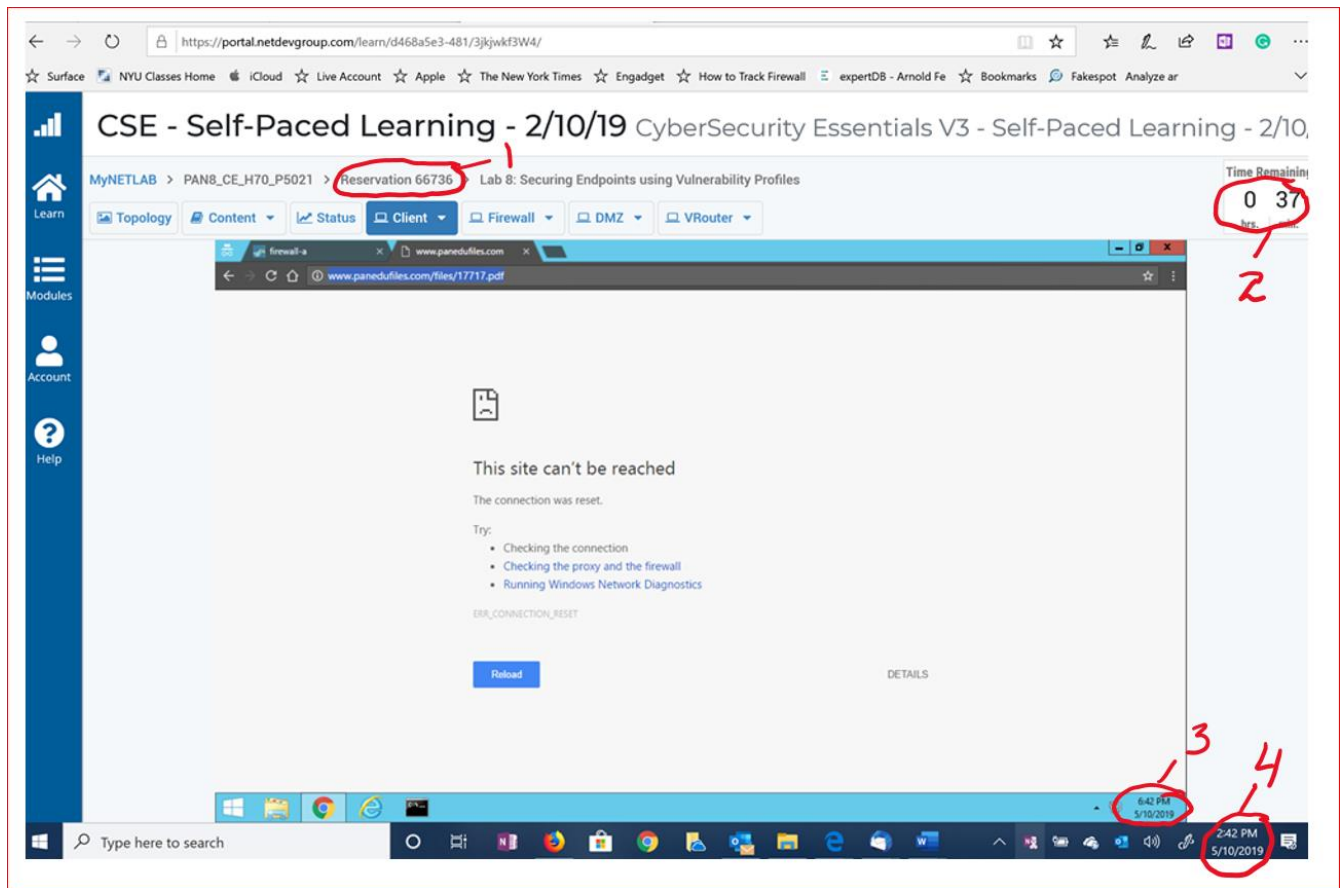 https://portal.netdevgroup.com/learn/d468a5e3-481/3jkjwkf3W4/
Surface NYU Classes Home iCloud Live Account Apple The New York Times Engadget How to Track Firewall expertDB - Arnold Fe Bookmarks Fakespot Analyze ar
CSE - Self-Paced Learning - 2/10/19 CyberSecurity Essentials V3 - Self-Paced Learning - 2/10,
1
MyNETLAB > PAN8_CE_H70_P5021 > Reservation 66736 > Lab 8: Securing Endpoints using Vulnerability Profiles
Time Remaining
0 37
hrs. min.
2
Learn
Topology Content Status Client Firewall DMZ VRouter
firewall-a www.panedufiles.com
www.panedufiles.com/files/17717.pdf
Modules
Account
Help
This site can't be reached
The connection was reset.
Try:
• Checking the connection
• Checking the proxy and the firewall
• Running Windows Network Diagnostics
ERR_CONNECTION_RESET
Reload DETAILS
3
4
6:42 PM
5/10/2019
Type here to search
2:42 PM
5/10/2019